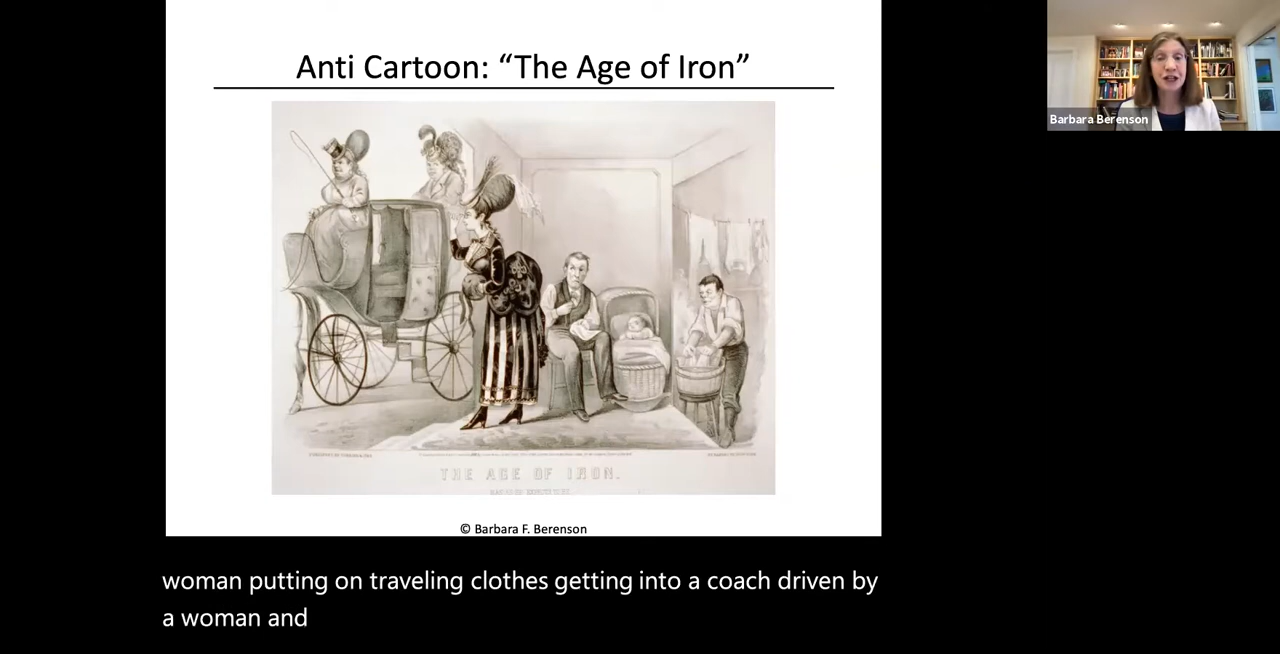 Anti Cartoon: “The Age of Iron”
Barbara Berenson
THE AGE OF IRON.
© Barbara F. Berenson
woman putting on traveling clothes getting into a coach driven by
a woman and